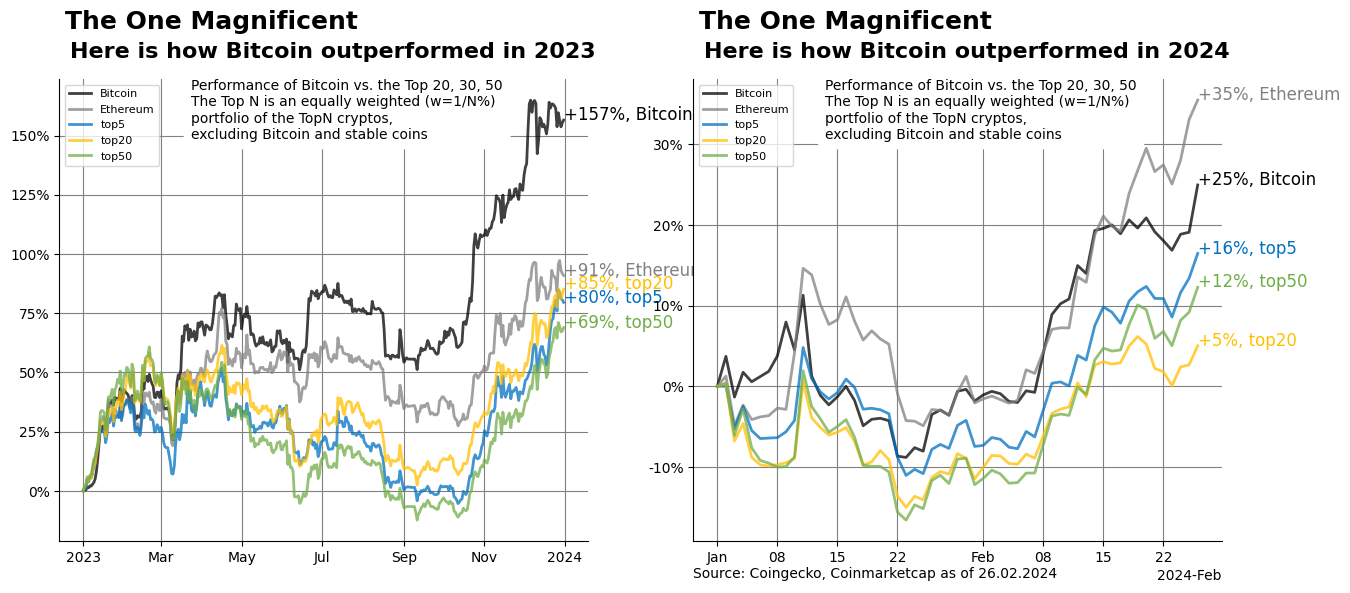 The One Magnificent
Here is how Bitcoin outperformed in 2023
Performance of Bitcoin vs. the Top 20, 30, 50
The Top N is an equally weighted (w=1/N%)
portfolio of the TopN cryptos,
excluding Bitcoin and stable coins
Bitcoin
Ethereum
top5
top20
top50
150%
125%
100%
75%
50%
25%
0%
+157%, Bitcoin
+91%, Ethereum
+85%, top20
+80%, top5
+69%, top50
2023
Mar
May
Jul
Sep
Nov
2024
The One Magnificent
Here is how Bitcoin outperformed in 2024
Performance of Bitcoin vs. the Top 20, 30, 50
The Top N is an equally weighted (w=1/N%)
portfolio of the TopN cryptos,
excluding Bitcoin and stable coins
Bitcoin
Ethereum
top5
top20
top50
30%
20%
10%
0%
-10%
+35%, Ethereum
+25%, Bitcoin
+16%, top5
+12%, top50
+5%, top20
Jan
08
15
22
Feb
08
15
22
2024-Feb
Source: Coingecko, Coinmarketcap as of 26.02.2024